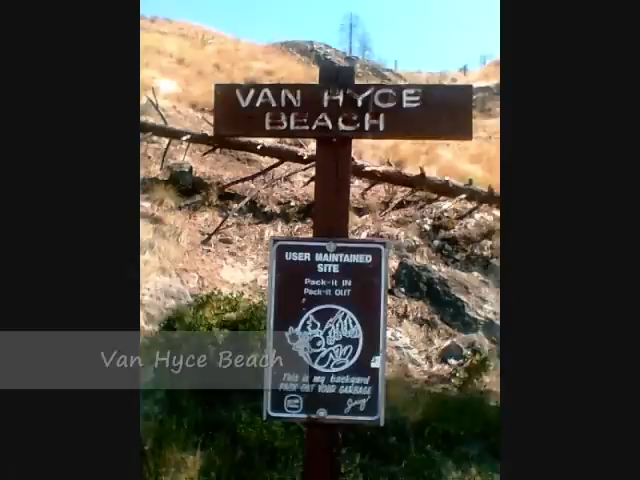 VAN HYCE
BEACH
USER MAINTAINED
SITE
Pack-it IN
Pack-it OUT
Van Hyce Beach
This is my backyard
PACK OUT YOUR GARBAGE